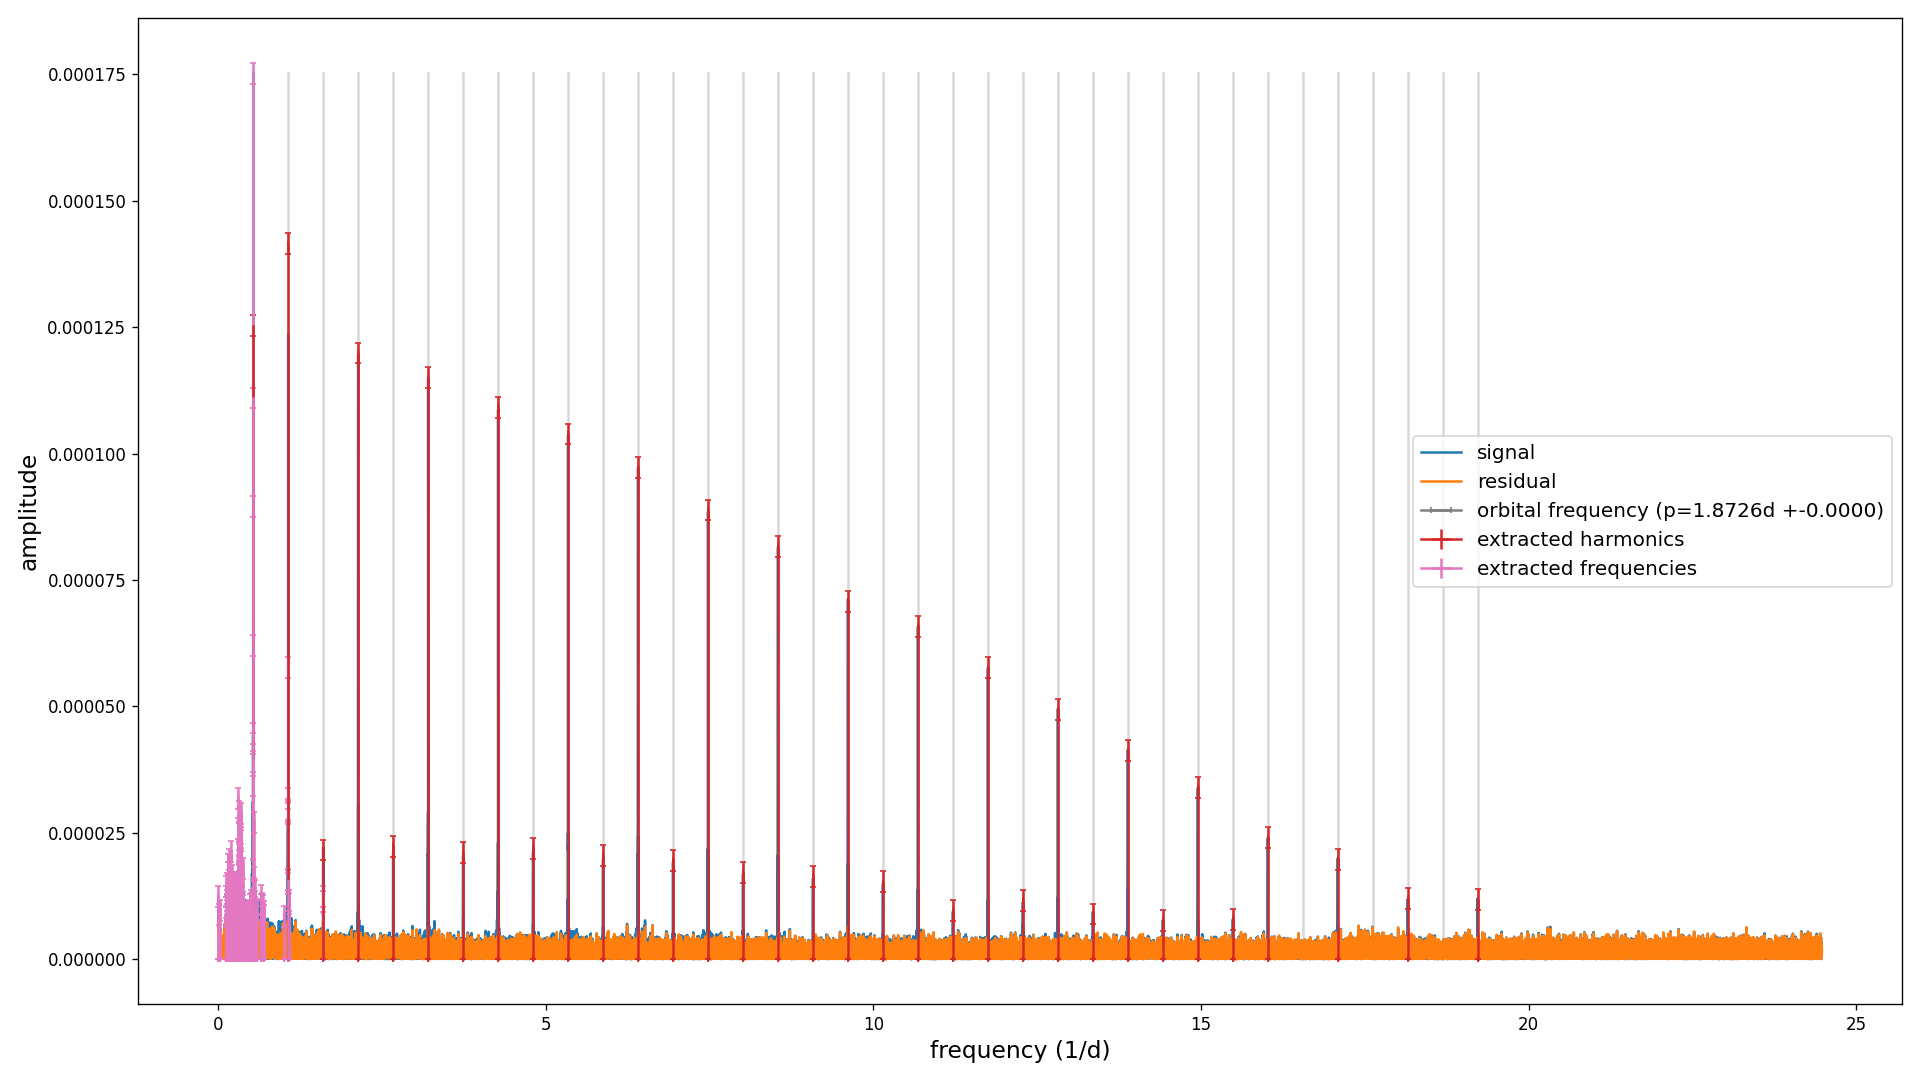 0.000175
0.000150
0.000125
0.000100
0.000075
0.000050
0.000025
0.000000
amplitude
signal
residual
orbital frequency (p=1.8726d +-0.0000)
extracted harmonics
extracted frequencies
0 5 10 15 20 25
frequency (1/d)